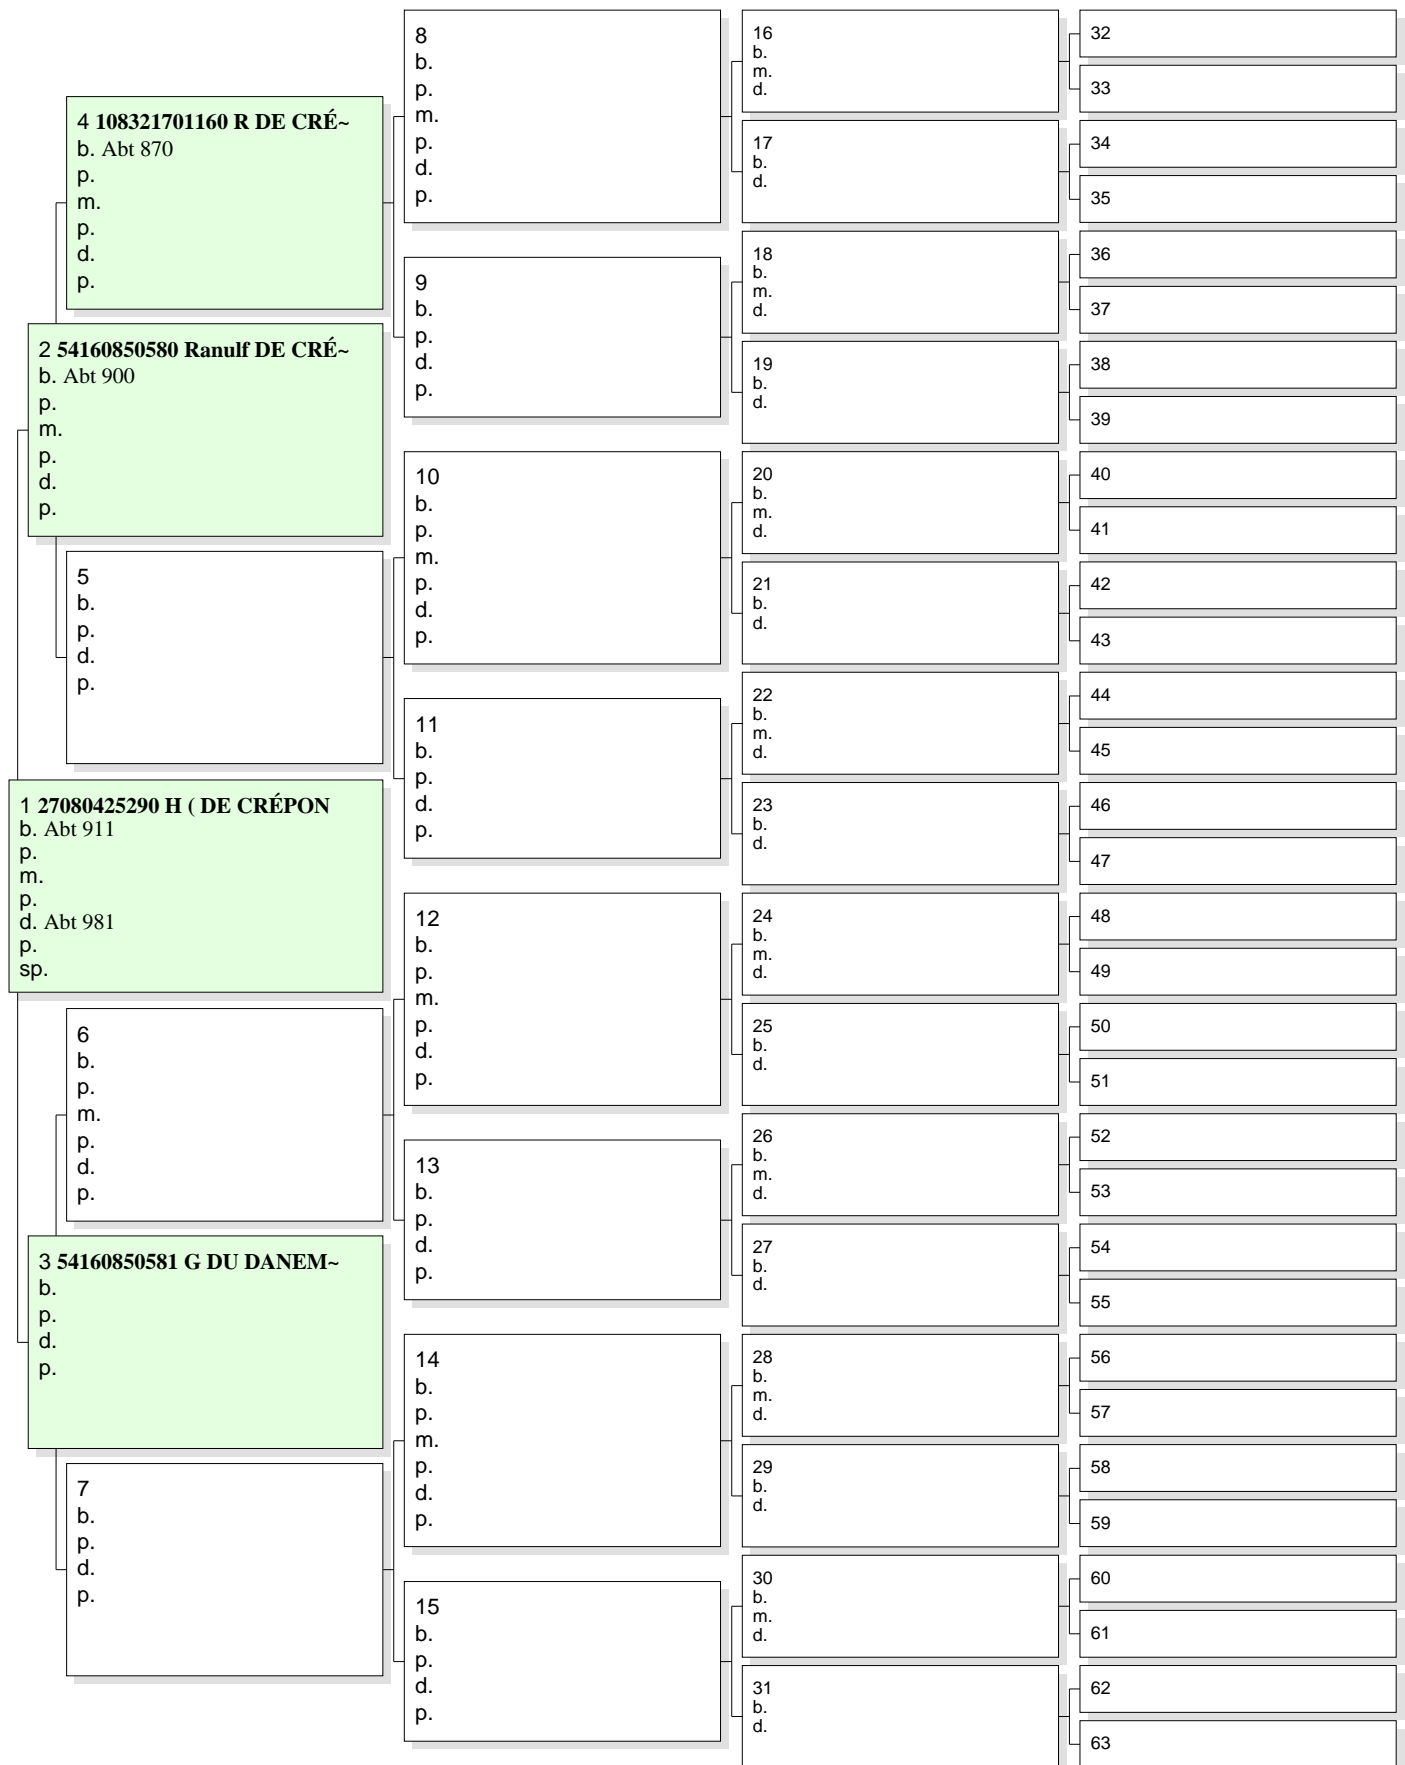 4 108321701160 R DE CRÉ~
b. Abt 870
p.
m.
p.
d.
p.
2 54160850580 Ranulf DE CRÉ~
b. Abt 900
p.
m.
p.
d.
p.
5
b.
p.
d.
p.
1 27080425290 H ( DE CRÉPON
b. Abt 911
p.
m.
p.
d. Abt 981
p.
sp.
6
b.
p.
m.
p.
d.
p.
3 54160850581 G DU DANEM~
b.
p.
d.
p.
7
b.
p.
d.
p.
8
b.
p.
m.
p.
d.
p.
9
b.
p.
d.
p.
10
b.
p.
m.
p.
d.
p.
11
b.
p.
d.
p.
12
b.
p.
m.
p.
d.
p.
13
b.
p.
d.
p.
14
b.
p.
m.
p.
d.
p.
15
b.
p.
d.
p.
16
b.
m.
d.
17
b.
d.
18
b.
m.
d.
19
b.
d.
20
b.
m.
d.
21
b.
d.
22
b.
m.
d.
23
b.
d.
24
b.
m.
d.
25
b.
d.
26
b.
m.
d.
27
b.
d.
28
b.
m.
d.
29
b.
d.
30
b.
m.
d.
31
b.
d.
32
33
34
35
36
37
38
39
40
41
42
43
44
45
46
47
48
49
50
51
52
53
54
55
56
57
58
59
60
61
62
63